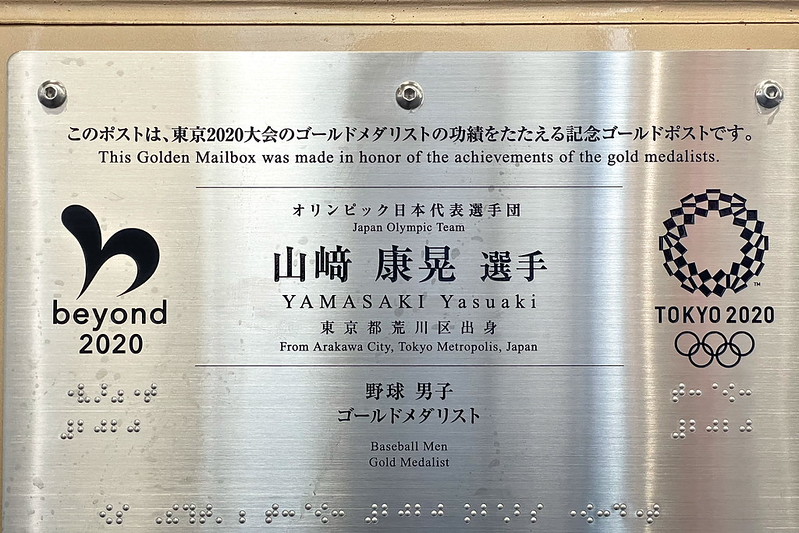 このポストは、東京2020大会のゴールドメダリストの功績をたたえる記念ゴールドポストです。
This Golden Mailbox was made in honor of the achievements of the gold medalists.
オリンピック日本代表選手団
Japan Olympic Team
山﨑 康晃 選手
YAMASAKI Yasuaki
東京都荒川区出身
From Arakawa City, Tokyo Metropolis, Japan
beyond
2020
TM
TOKYO 2020
野球 男子
ゴールドメダリスト
Baseball Men
Gold Medalist